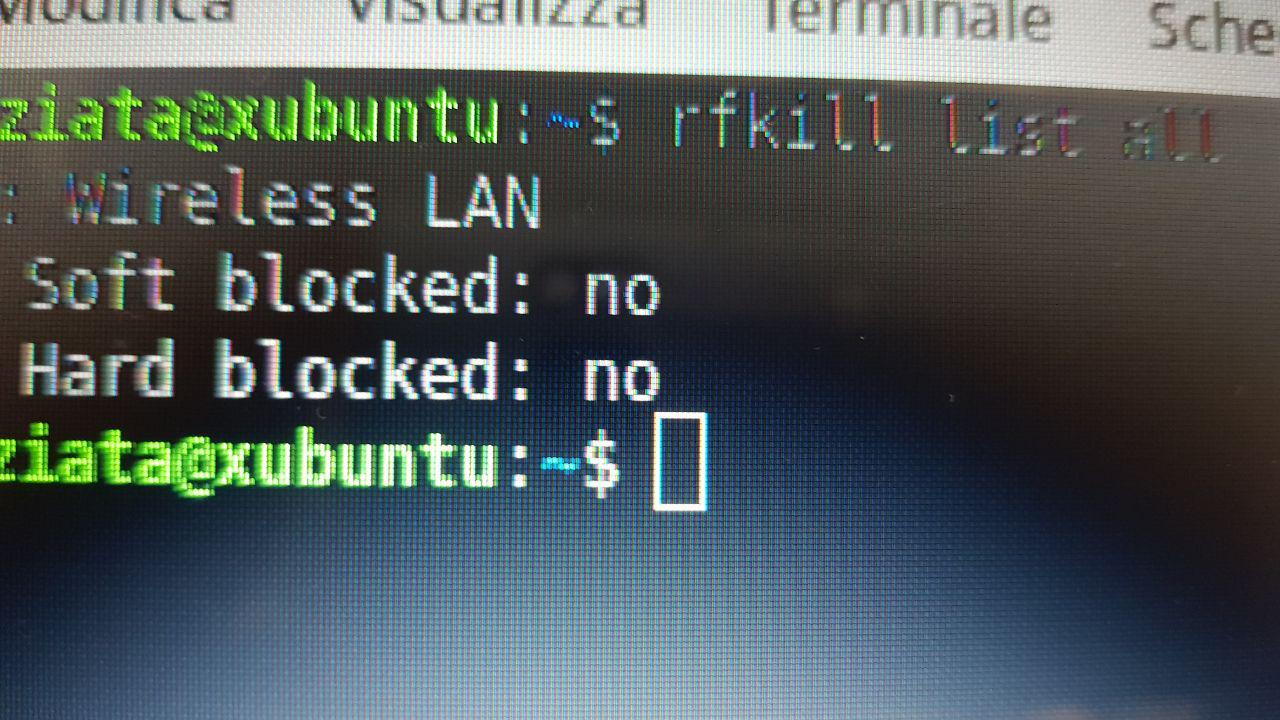 Modifica Visualizza Terminale Sche
ziata@xubuntu:~$ rfkill list all
: Wireless LAN
Soft blocked: no
Hard blocked: no
ziata@xubuntu:~$